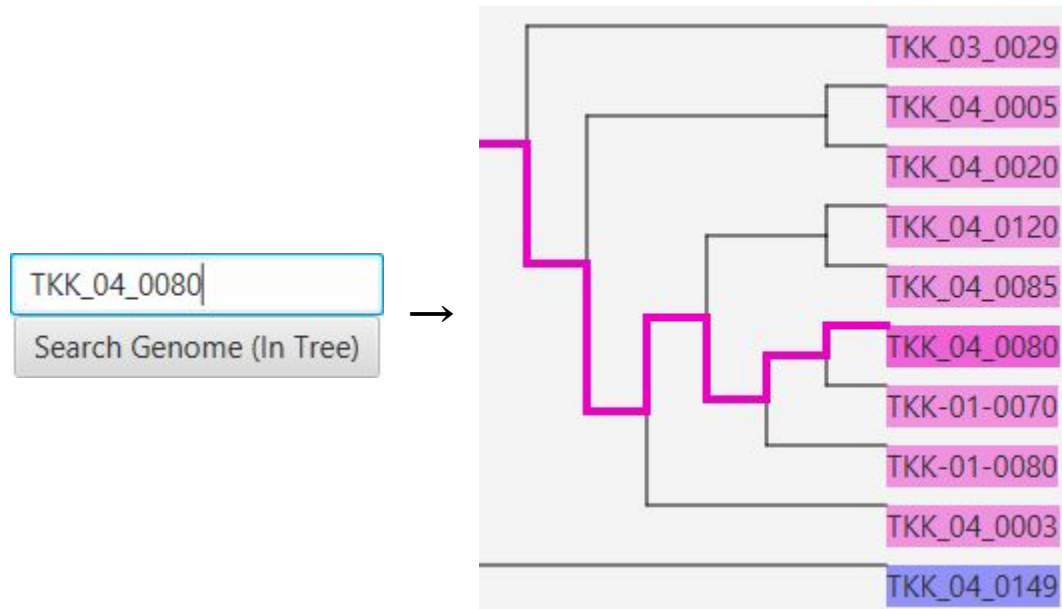 TKK_04_0080
Search Genome (In Tree)
→
TKK_03_0029
TKK_04_0005
TKK_04_0020
TKK_04_0120
TKK_04_0085
TKK_04_0080
TKK-01-0070
TKK-01-0080
TKK_04_0003
TKK_04_0149